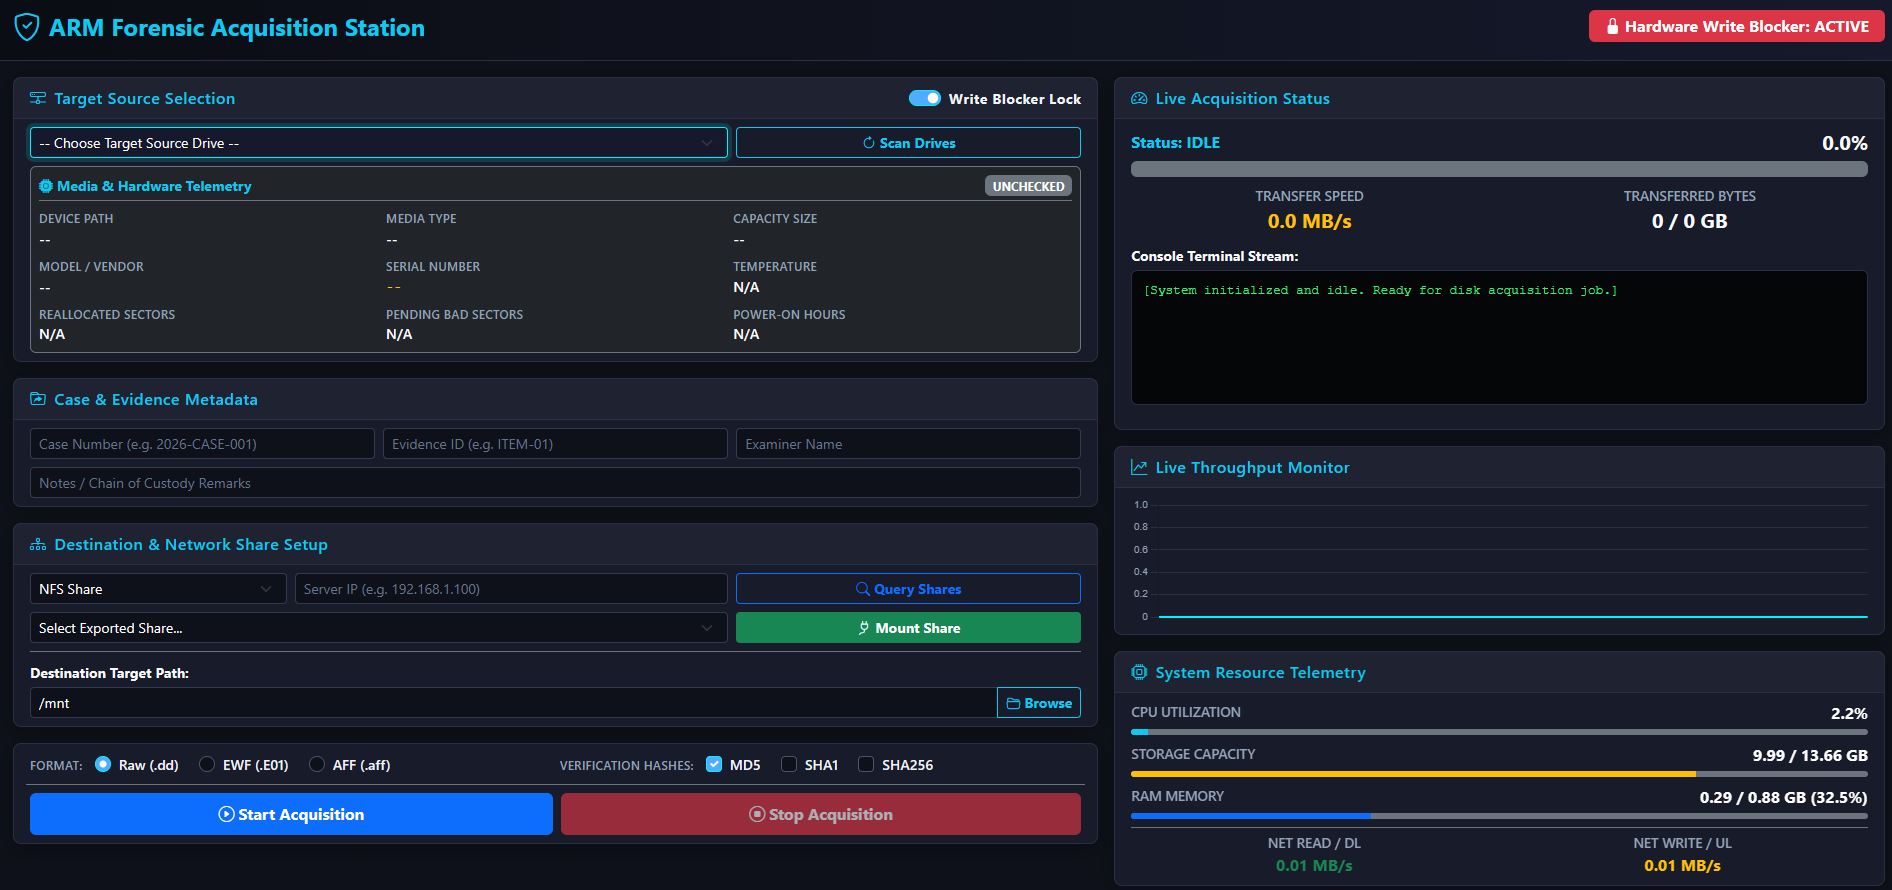 ARM Forensic Acquisition Station
Hardware Write Blocker: ACTIVE
Target Source Selection
Write Blocker Lock
-- Choose Target Source Drive --
Scan Drives
Media & Hardware Telemetry
UNCHECKED
DEVICE PATH
--
MEDIA TYPE
--
CAPACITY SIZE
--
MODEL / VENDOR
--
SERIAL NUMBER
--
TEMPERATURE
N/A
REALLOCATED SECTORS
N/A
PENDING BAD SECTORS
N/A
POWER-ON HOURS
N/A
Case & Evidence Metadata
Case Number (e.g. 2026-CASE-001)
Evidence ID (e.g. ITEM-01)
Examiner Name
Notes / Chain of Custody Remarks
Destination & Network Share Setup
NFS Share
Server IP (e.g. 192.168.1.100)
Query Shares
Select Exported Share...
Mount Share
Destination Target Path:
/mnt
Browse
FORMAT:
Raw (.dd)
EWF (.E01)
AFF (.aff)
VERIFICATION HASHES:
MD5
SHA1
SHA256
Start Acquisition
Stop Acquisition
Live Acquisition Status
Status: IDLE
0.0%
TRANSFER SPEED
0.0 MB/s
TRANSFERRED BYTES
0 / 0 GB
Console Terminal Stream:
[System initialized and idle. Ready for disk acquisition job.]
Live Throughput Monitor
1.0
0.8
0.6
0.4
0.2
0
System Resource Telemetry
CPU UTILIZATION
2.2%
STORAGE CAPACITY
9.99 / 13.66 GB
RAM MEMORY
0.29 / 0.88 GB (32.5%)
NET READ / DL
0.01 MB/s
NET WRITE / UL
0.01 MB/s